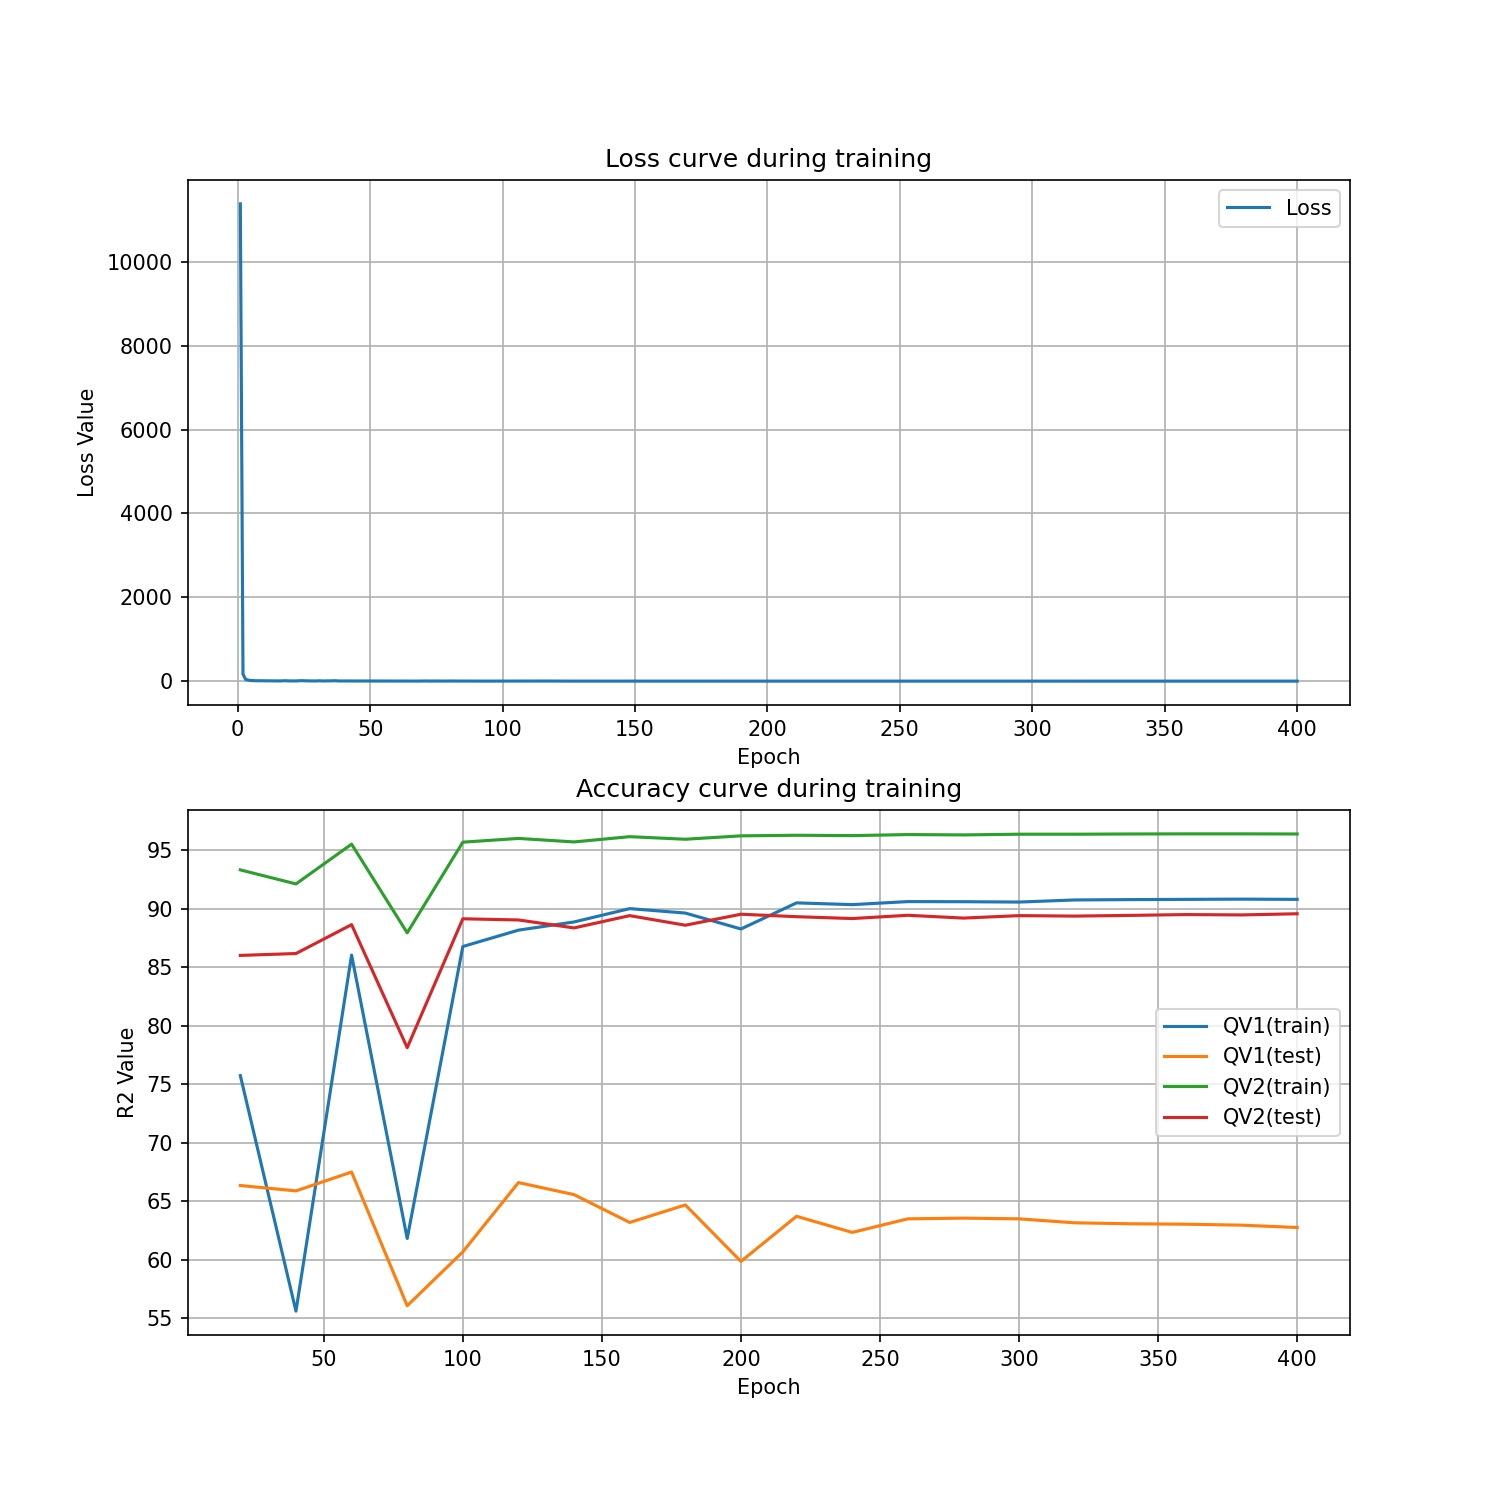 Loss curve during training
Loss
10000
8000
6000
4000
2000
0
Loss Value
0 50 100 150 200 250 300 350 400
Epoch
Accuracy curve during training
95
90
85
80
75
70
65
60
55
R2 Value
QV1(train)
QV1(test)
QV2(train)
QV2(test)
50 100 150 200 250 300 350 400
Epoch